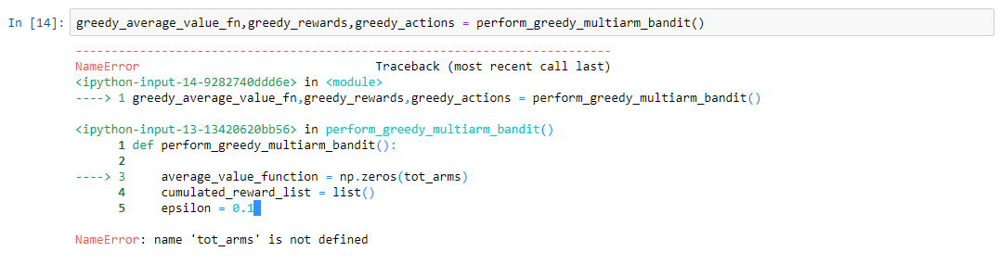 In [14]: greedy_average_value_fn,greedy_rewards,greedy_actions = perform_greedy_multiarm_bandit()
---------------------------------------------------------------------------
NameError                                 Traceback (most recent call last)
<ipython-input-14-9282740ddd6e> in <module>
----> 1 greedy_average_value_fn,greedy_rewards,greedy_actions = perform_greedy_multiarm_bandit()
<ipython-input-13-13420620bb56> in perform_greedy_multiarm_bandit()
      1 def perform_greedy_multiarm_bandit():
      2
----> 3     average_value_function = np.zeros(tot_arms)
      4     cumulated_reward_list = list()
      5     epsilon = 0.1
NameError: name 'tot_arms' is not defined